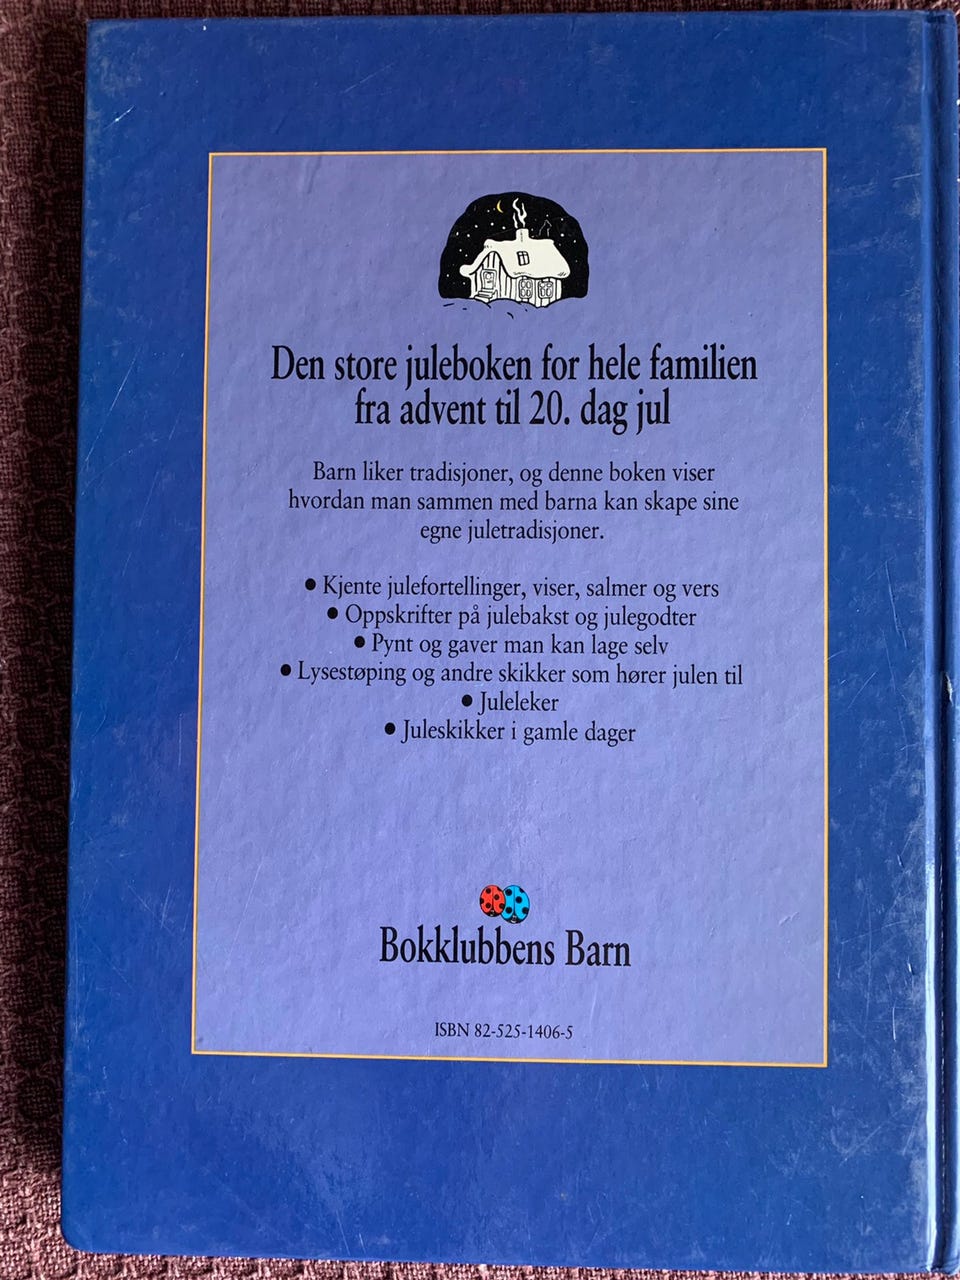 Den store juleboken for hele familien
fra advent til 20. dag jul
Barn liker tradisjoner, og denne boken viser
hvordan man sammen med barna kan skape sine
egne juletradisjoner.
• Kjente julefortellinger, viser, salmer og vers
• Oppskrifter på julebakst og julegodter
• Pynt og gaver man kan lage selv
• Lysestøping og andre skikker som hører julen til
• Juleleker
• Juleskikker i gamle dager
Bokklubbens Barn
ISBN 82-525-1406-5